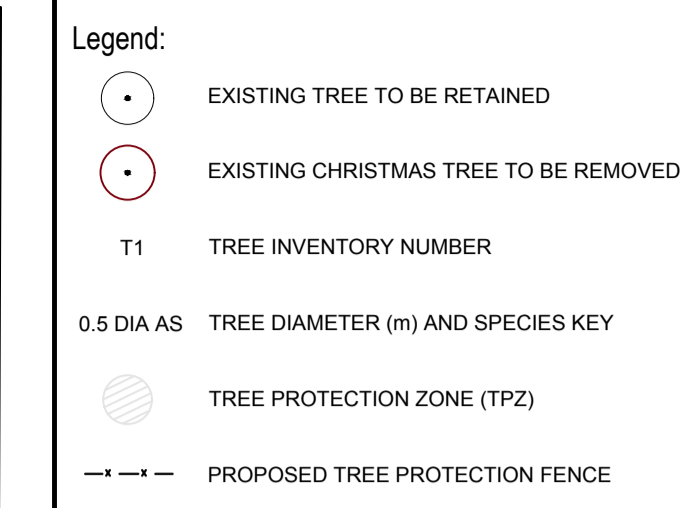 Legend:
EXISTING TREE TO BE RETAINED
EXISTING CHRISTMAS TREE TO BE REMOVED
T1 TREE INVENTORY NUMBER
0.5 DIA AS TREE DIAMETER (m) AND SPECIES KEY
TREE PROTECTION ZONE (TPZ)
PROPOSED TREE PROTECTION FENCE